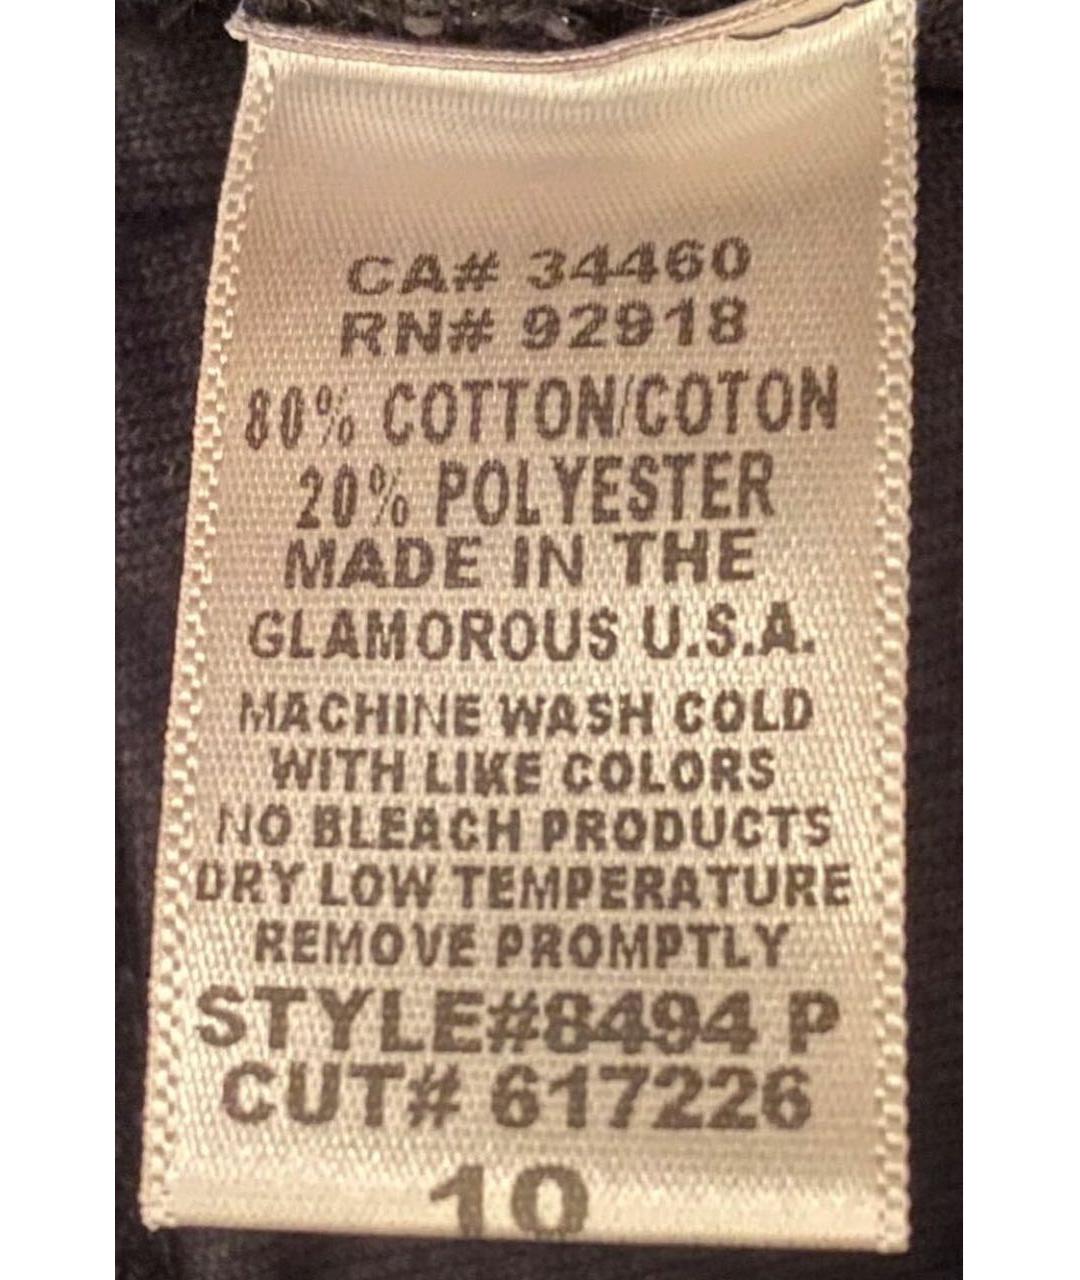 CA# 34460
RN# 92918
80% COTTON/COTON
20% POLYESTER
MADE IN THE
GLAMOROUS U.S.A.
MACHINE WASH COLD
WITH LIKE COLORS
NO BLEACH PRODUCTS
DRY LOW TEMPERATURE
REMOVE PROMPTLY
STYLE#8494 P
CUT# 617226
10